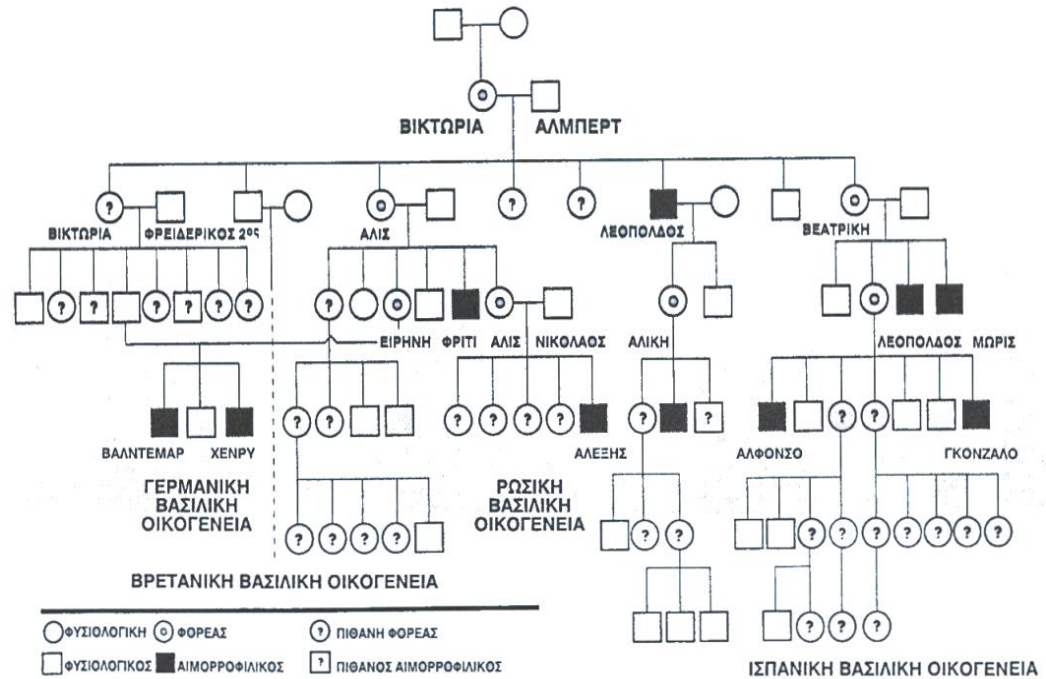 ΒΙΚΤΩΡΙΑ ΑΛΜΠΕΡΤ
? ? ?
ΒΙΚΤΩΡΙΑ ΦΡΕΙΔΕΡΙΚΟΣ 2ος ΑΛΙΣ ΛΕΟΠΟΛΔΟΣ ΒΕΑΤΡΙΚΗ
? ? ? ? ? ? ?
ΕΙΡΗΝΗ ΦΡΙΤΙ ΑΛΙΣ ΝΙΚΟΛΑΟΣ ΑΛΙΚΗ ΛΕΟΠΟΛΔΟΣ ΜΩΡΙΣ
? ? ? ? ? ? ? ? ? ?
ΒΑΛΝΤΕΜΑΡ ΧΕΝΡΥ ΑΛΕΞΗΣ ΑΛΦΟΝΣΟ ΓΚΟΝΖΑΛΟ
ΓΕΡΜΑΝΙΚΗ
ΒΑΣΙΛΙΚΗ
ΟΙΚΟΓΕΝΕΙΑ
ΡΩΣΙΚΗ
ΒΑΣΙΛΙΚΗ
ΟΙΚΟΓΕΝΕΙΑ
? ? ? ? ? ? ? ? ? ? ? ? ?
ΒΡΕΤΑΝΙΚΗ ΒΑΣΙΛΙΚΗ ΟΙΚΟΓΕΝΕΙΑ
? ? ?
ΦΥΣΙΟΛΟΓΙΚΗ ΦΟΡΕΑΣ ? ΠΙΘΑΝΗ ΦΟΡΕΑΣ
ΦΥΣΙΟΛΟΓΙΚΟΣ ΑΙΜΟΡΡΟΦΙΛΙΚΟΣ ? ΠΙΘΑΝΟΣ ΑΙΜΟΡΡΟΦΙΛΙΚΟΣ
ΙΣΠΑΝΙΚΗ ΒΑΣΙΛΙΚΗ ΟΙΚΟΓΕΝΕΙΑ